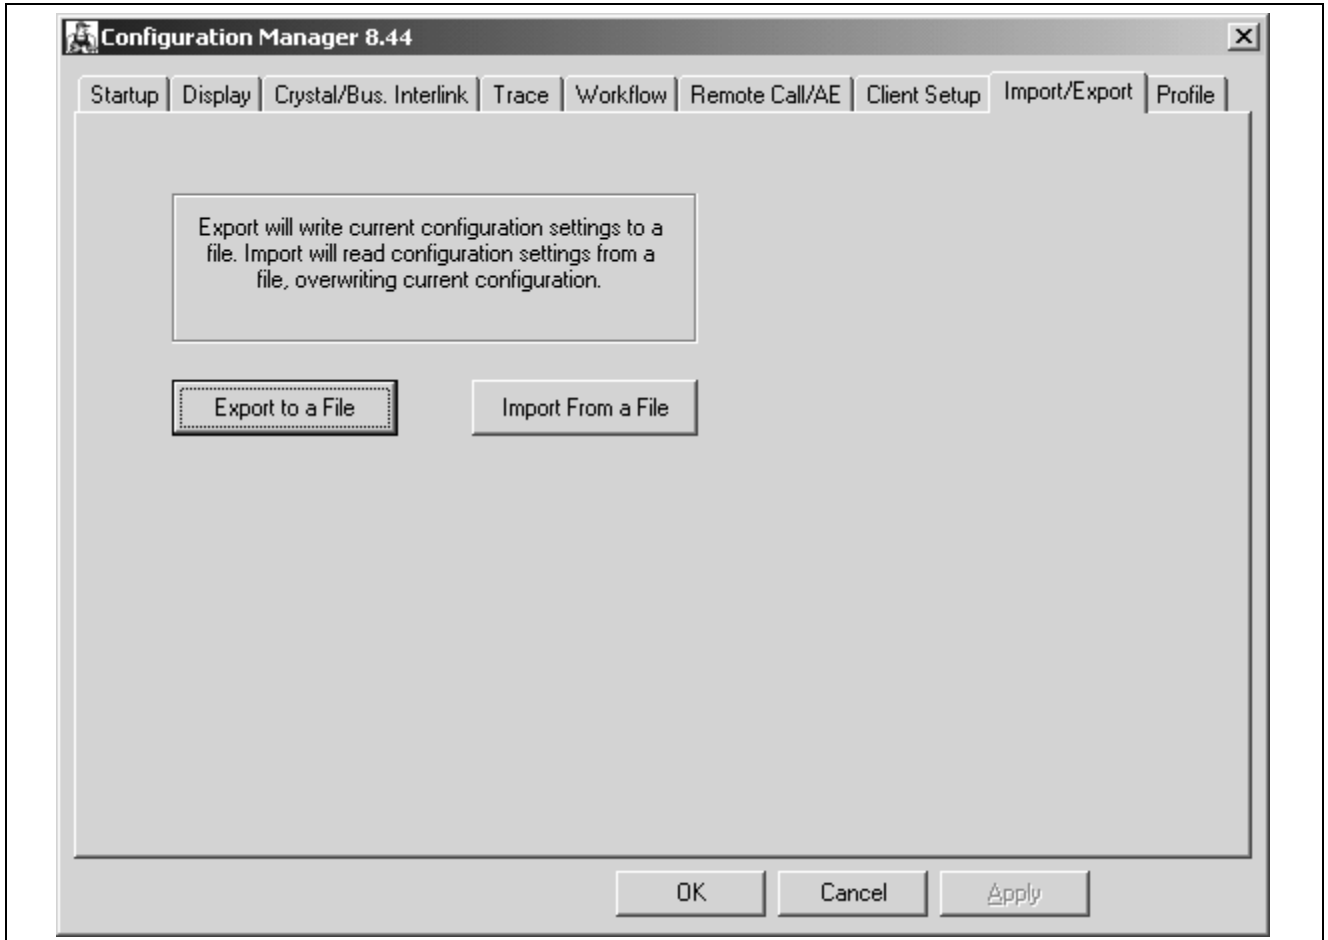 Configuration Manager 8.44
Startup Display Crystal/Bus. Interlink Trace Workflow Remote Call/AE Client Setup Import/Export Profile
Export will write current configuration settings to a
file. Import will read configuration settings from a
file, overwriting current configuration.
Export to a File Import From a File
OK Cancel Apply